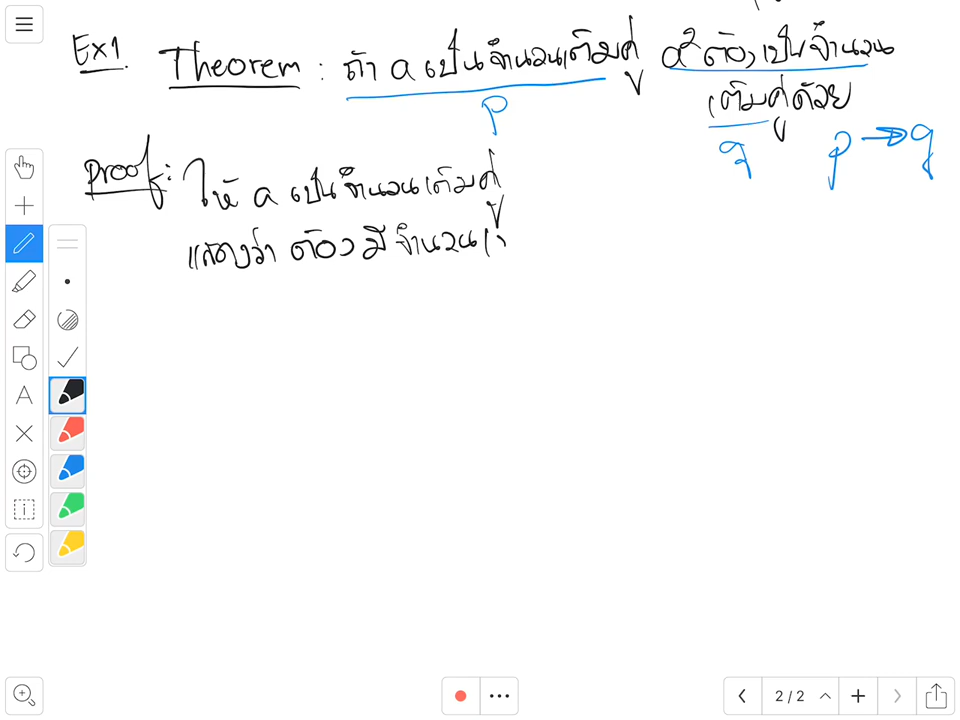 Ex1. Theorem : ถ้า a เป็นจำนวนเต็มคู่ a² ต้องเป็นจำนวน
เต็มคู่ด้วย
p q p → q
Proof : ให้ a เป็นจำนวนเต็มคู่
แสดงว่า ต้องมีจำนวนเ
A
2 / 2